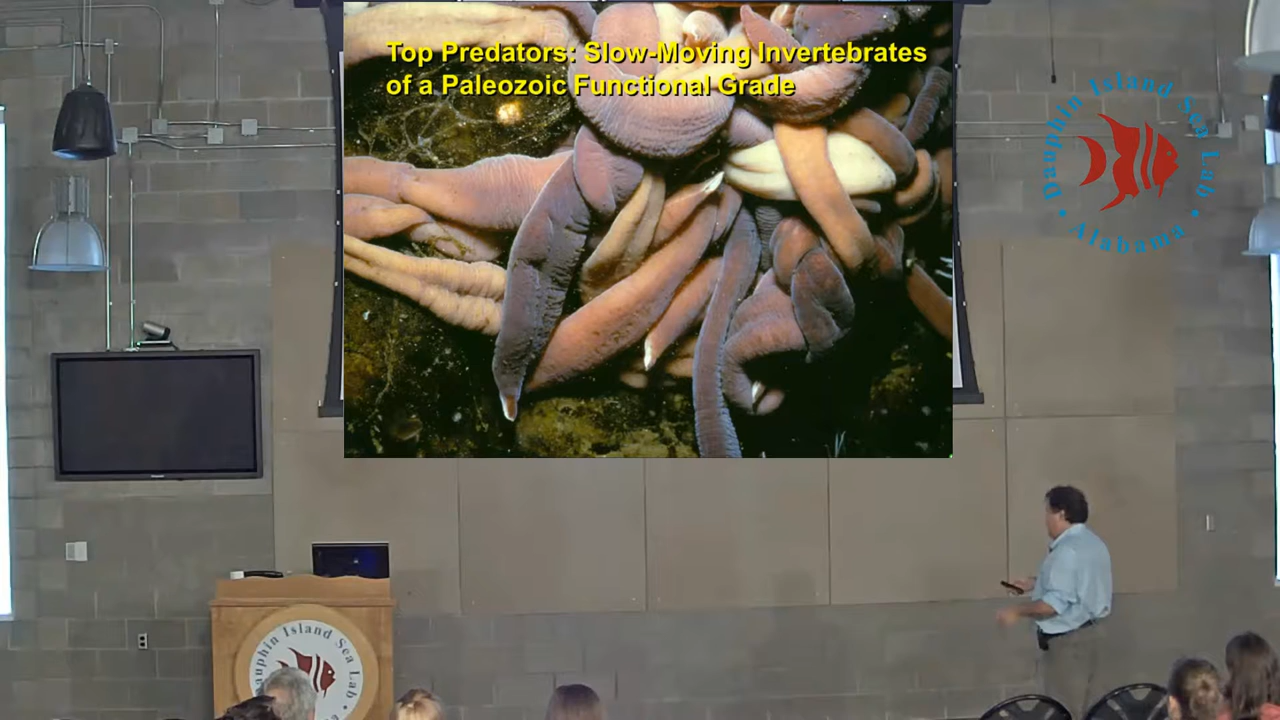 Top Predators: Slow-Moving Invertebrates
of a Paleozoic Functional Grade
Dauphin Island Sea Lab
• Alabama •
Dauphin Island Sea Lab